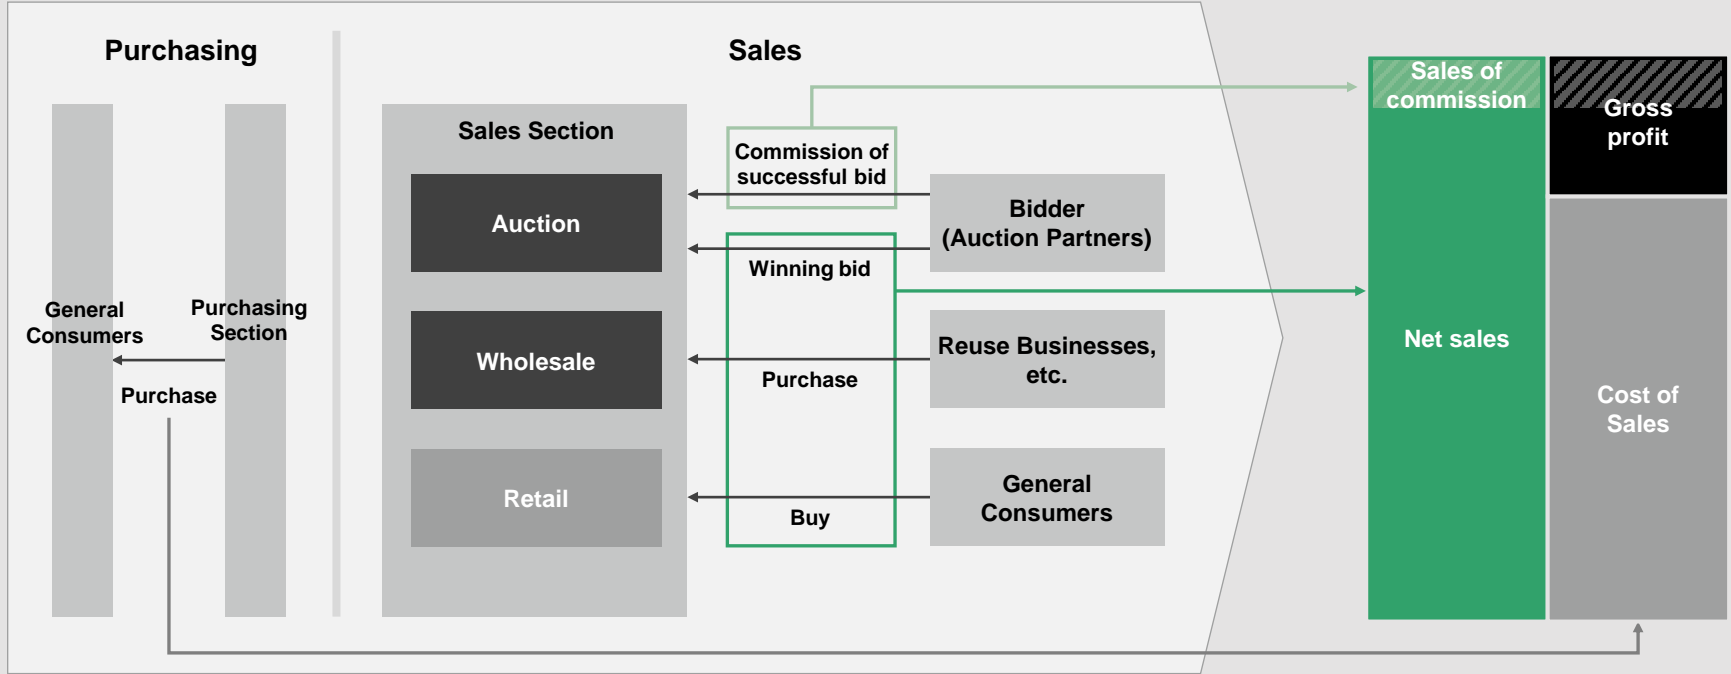 Purchasing
Sales
General
Consumers
Purchasing
Section
Purchase
Sales Section
Auction
Wholesale
Retail
Commission of
successful bid
Winning bid
Purchase
Buy
Bidder
(Auction Partners)
Reuse Businesses,
etc.
General
Consumers
Sales of
commission
Net sales
Gross
profit
Cost of
Sales